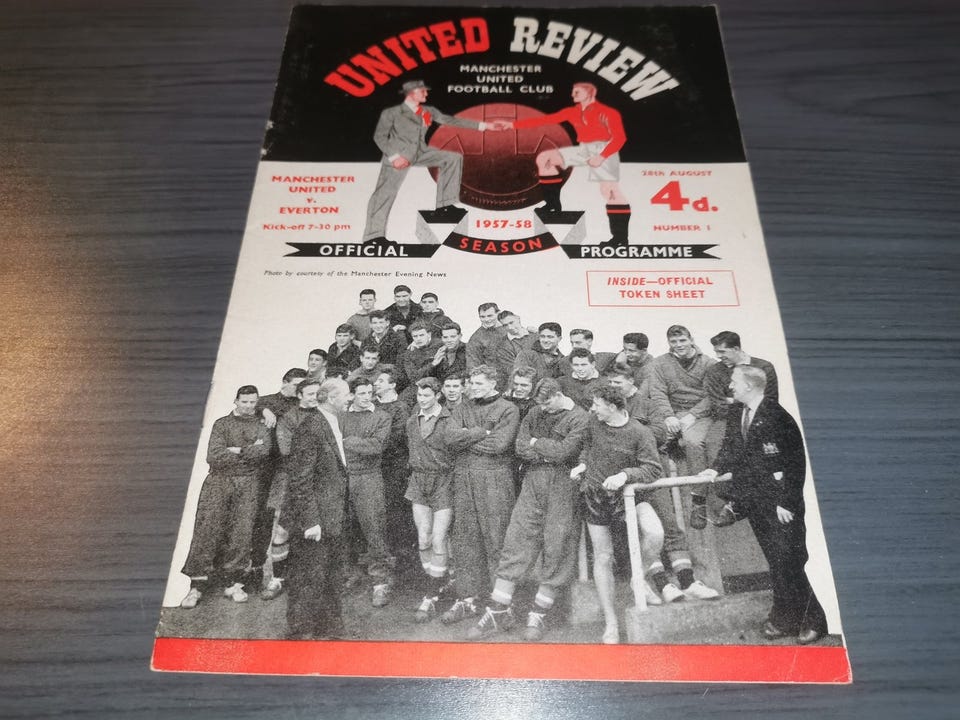 UNITED REVIEW
MANCHESTER
UNITED
FOOTBALL CLUB
MANCHESTER
UNITED
v.
EVERTON
Kick-off 7-30 pm
28th AUGUST
4d.
NUMBER 1
1957-58
OFFICIAL SEASON PROGRAMME
Photo by courtesy of the Manchester Evening News
INSIDE—OFFICIAL
TOKEN SHEET